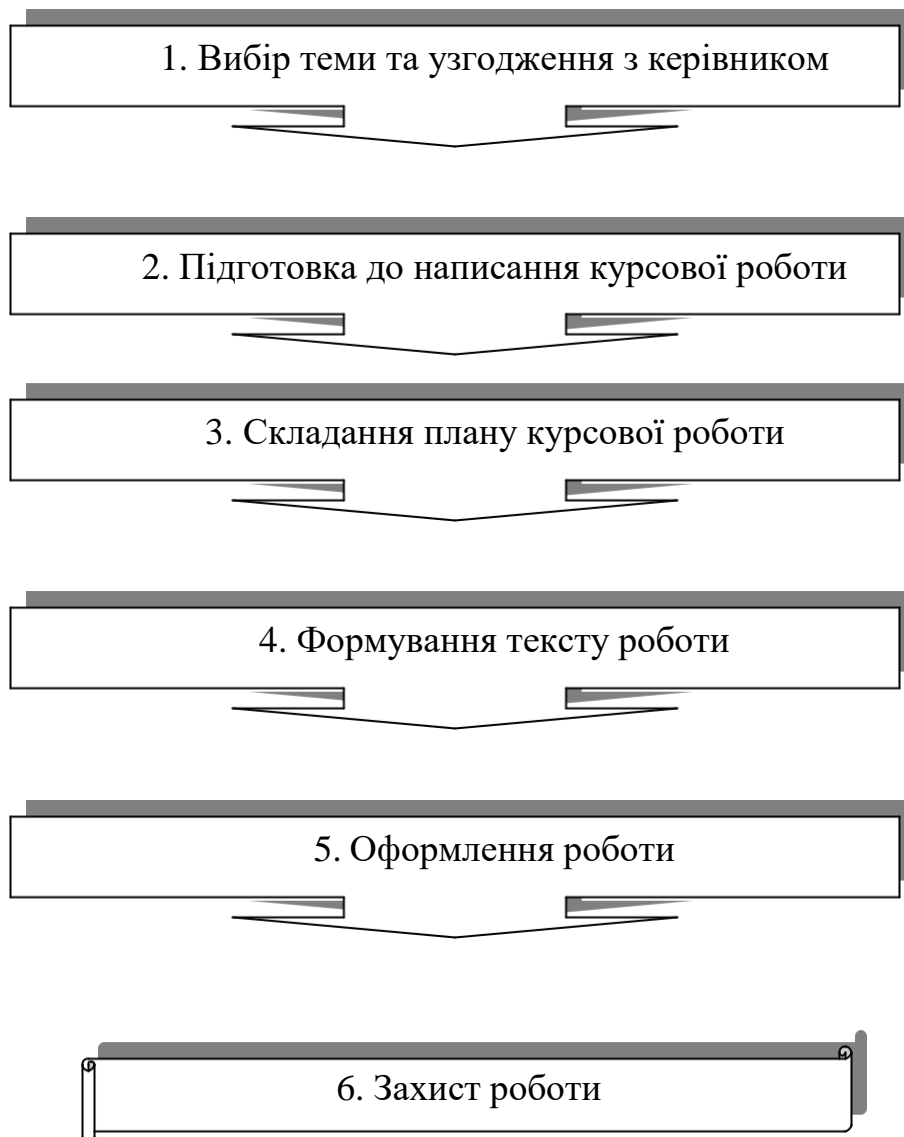 1. Вибір теми та узгодження з керівником
2. Підготовка до написання курсової роботи
3. Складання плану курсової роботи
4. Формування тексту роботи
5. Оформлення роботи
6. Захист роботи